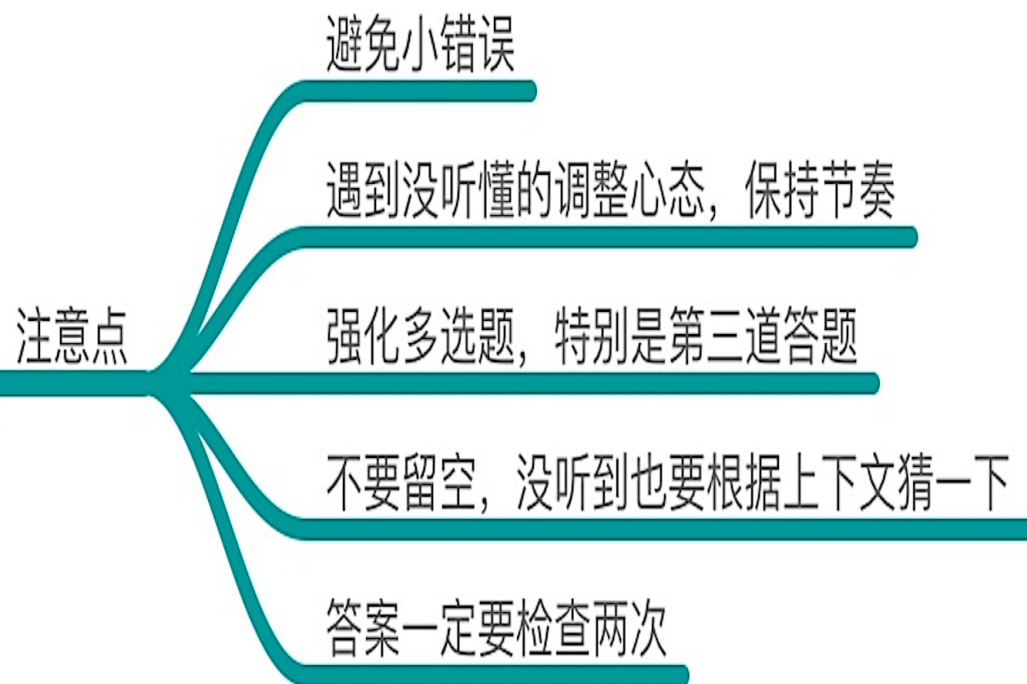 避免小错误
遇到没听懂的调整心态，保持节奏
注意点
强化多选题，特别是第三道答题
不要留空，没听到也要根据上下文猜一下
答案一定要检查两次